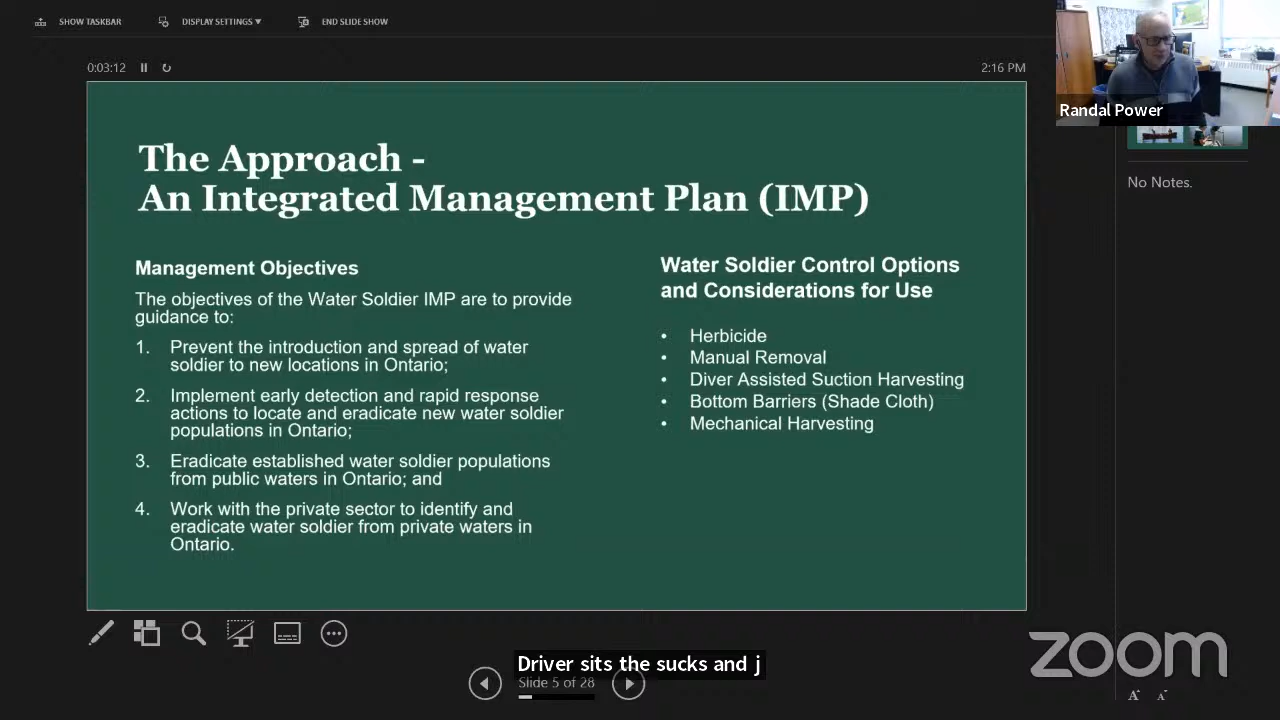 SHOW TASKBAR
DISPLAY SETTINGS ▼
END SLIDE SHOW
0:03:12
2:16 PM
Randal Power
No Notes.
The Approach -
An Integrated Management Plan (IMP)
Management Objectives
The objectives of the Water Soldier IMP are to provide
guidance to:
1. Prevent the introduction and spread of water
soldier to new locations in Ontario;
2. Implement early detection and rapid response
actions to locate and eradicate new water soldier
populations in Ontario;
3. Eradicate established water soldier populations
from public waters in Ontario; and
4. Work with the private sector to identify and
eradicate water soldier from private waters in
Ontario.
Water Soldier Control Options
and Considerations for Use
• Herbicide
• Manual Removal
• Diver Assisted Suction Harvesting
• Bottom Barriers (Shade Cloth)
• Mechanical Harvesting
Driver sits the sucks and j
Slide 5 of 28
zoom
A A